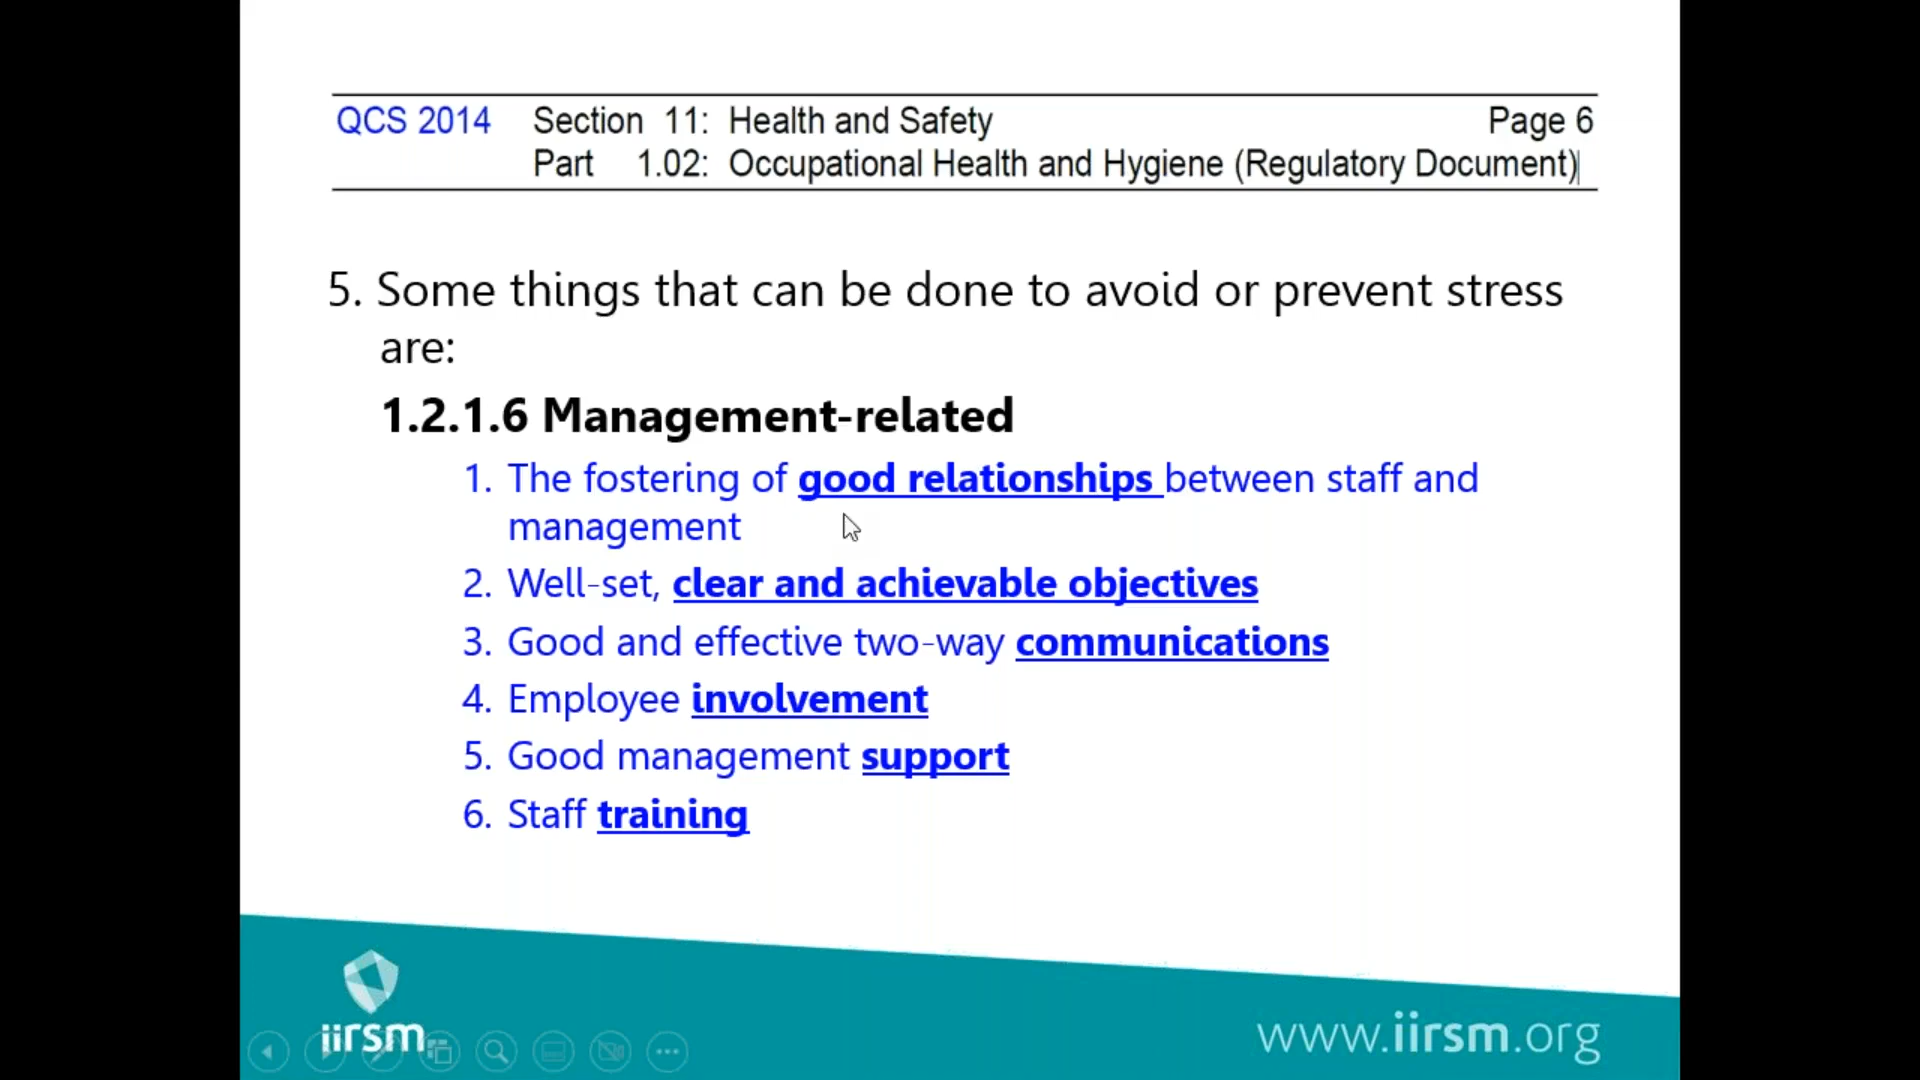 QCS 2014 Section 11: Health and Safety Page 6
Part 1.02: Occupational Health and Hygiene (Regulatory Document)
5. Some things that can be done to avoid or prevent stress
are:
1.2.1.6 Management-related
1. The fostering of good relationships between staff and
management
2. Well-set, clear and achievable objectives
3. Good and effective two-way communications
4. Employee involvement
5. Good management support
6. Staff training
iirsm
www.iirsm.org